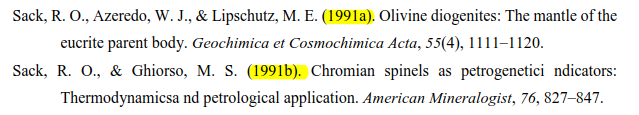 Sack, R. O., Azeredo, W. J., & Lipschutz, M. E. (1991a). Olivine diogenites: The mantle of the
eucrite parent body. Geochimica et Cosmochimica Acta, 55(4), 1111–1120.
Sack, R. O., & Ghiorso, M. S. (1991b). Chromian spinels as petrogenetici ndicators:
Thermodynamicsa nd petrological application. American Mineralogist, 76, 827–847.